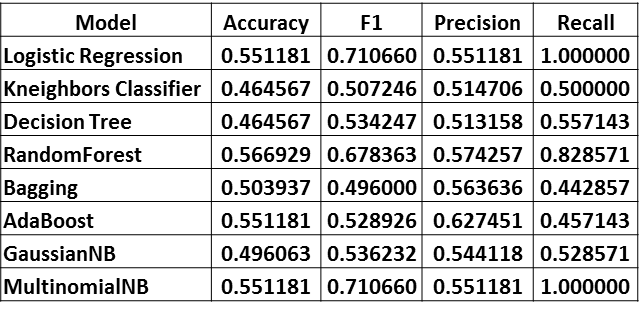 Model Accuracy F1 Precision Recall
Logistic Regression 0.551181 0.710660 0.551181 1.000000
Kneighbors Classifier 0.464567 0.507246 0.514706 0.500000
Decision Tree 0.464567 0.534247 0.513158 0.557143
RandomForest 0.566929 0.678363 0.574257 0.828571
Bagging 0.503937 0.496000 0.563636 0.442857
AdaBoost 0.551181 0.528926 0.627451 0.457143
GaussianNB 0.496063 0.536232 0.544118 0.528571
MultinomialNB 0.551181 0.710660 0.551181 1.000000